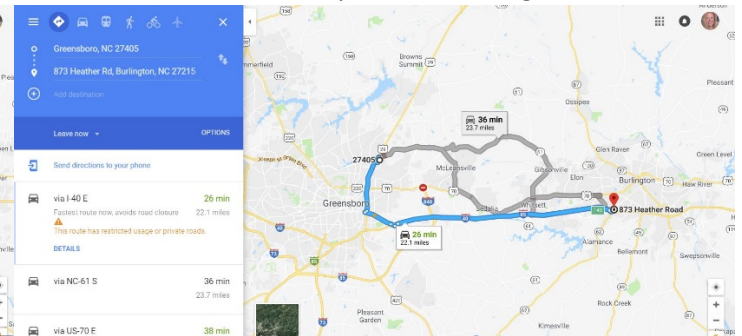 Greensboro, NC 27405
873 Heather Rd, Burlington, NC 27215
Add destination
Leave now
OPTIONS
Send directions to your phone
via I-40 E
26 min
Fastest route now, avoids road closure
22.1 miles
This route has restricted usage or private roads.
DETAILS
via NC-61 S
36 min
23.7 miles
via US-70 E
38 min
Browns
Summit
Pleasant
Ossipee
36 min
23.7 miles
27405
McLeansville
Gibsonville
Glen Raven
Green Level
Elon
Burlington
Haw River
Greensboro
Sedalia
Whitsett
873 Heather Road
26 min
22.1 miles
Alamance
Bellemont
Swepsonville
Rock Creek
Pleasant
Garden
Kimesville